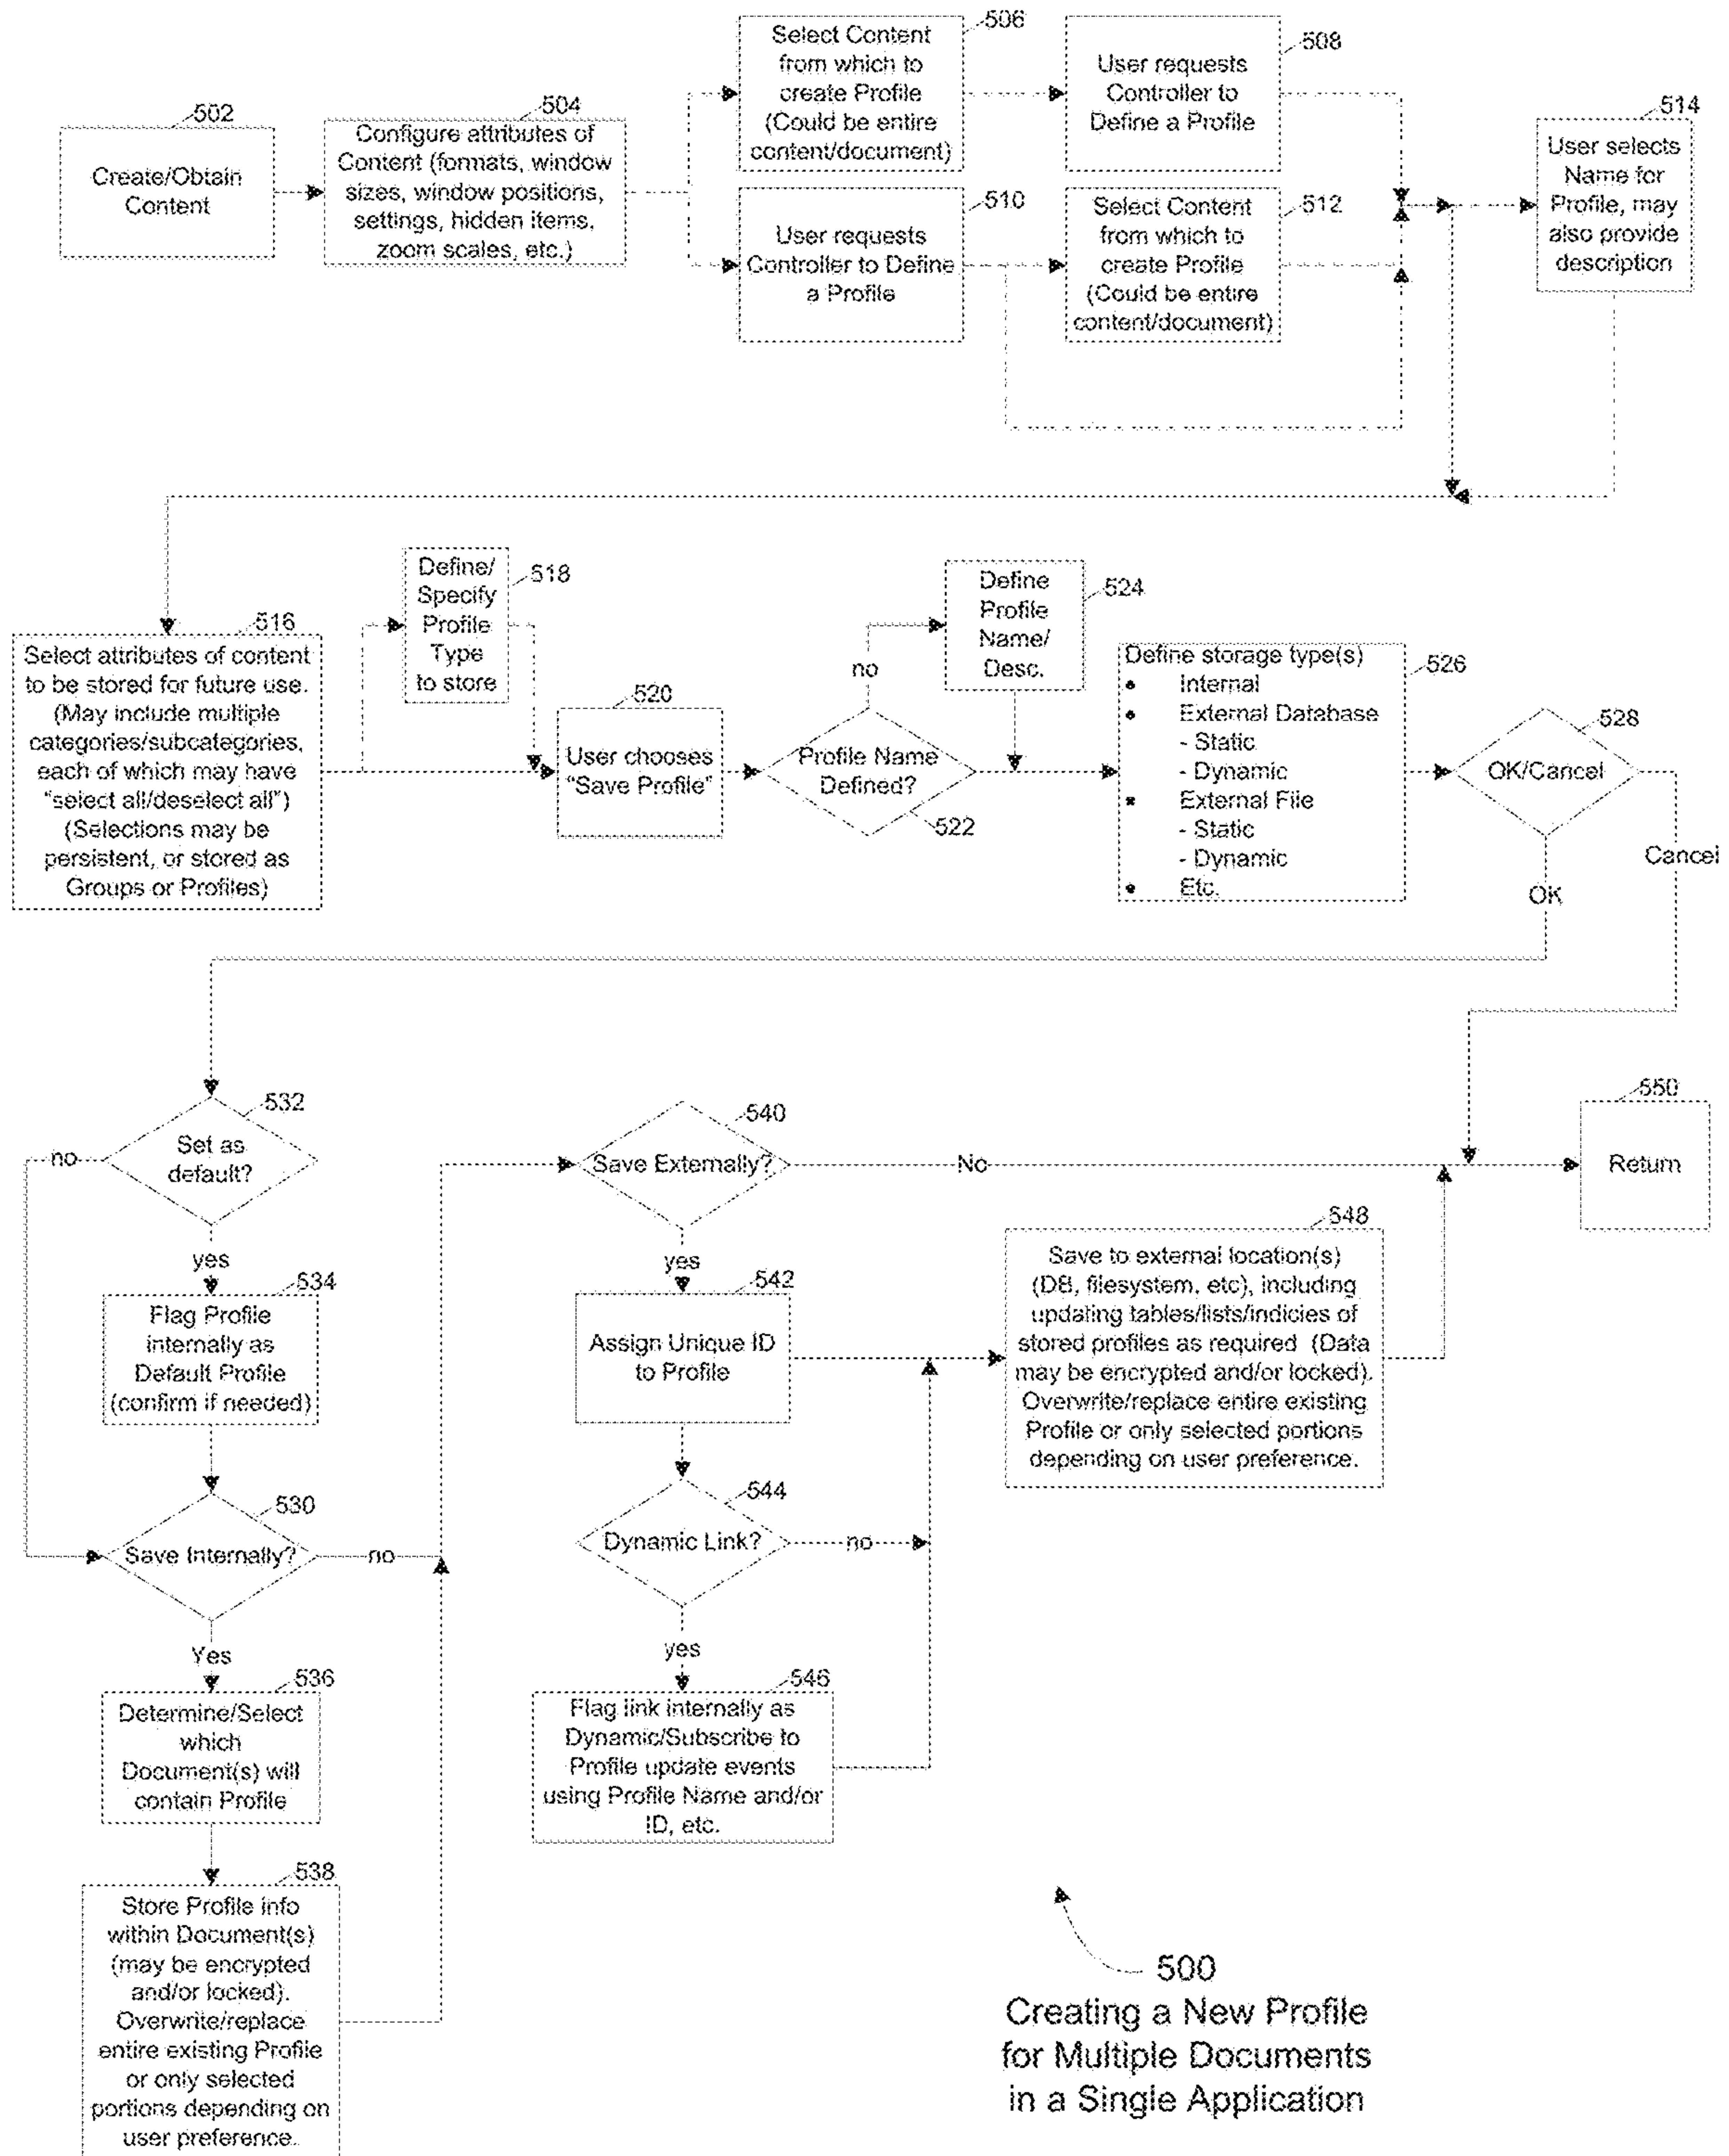 502
Create/Obtain
Content
504
Configure attributes of
Content (formats, window
sizes, window positions,
settings, hidden items,
zoom scales, etc.)
506
Select Content
from which to
create Profile
(Could be entire
content/document)
508
User requests
Controller to
Define a Profile
510
User requests
Controller to Define
a Profile
512
Select Content
from which to
create Profile
(Could be entire
content/document)
514
User selects
Name for
Profile, may
also provide
description
516
Select attributes of content
to be stored for future use.
(May include multiple
categories/subcategories,
each of which may have
"select all/deselect all")
(Selections may be
persistent, or stored as
Groups or Profiles)
518
Define/
Specify
Profile
Type
to store
520
User chooses
"Save Profile"
Profile Name
Defined?
522
no
524
Define
Profile
Name/
Desc.
526
Define storage type(s)
• Internal
• External Database
- Static
- Dynamic
• External File
- Static
- Dynamic
• Etc.
528
OK/Cancel
Cancel
OK
532
Set as
default?
no
yes
534
Flag Profile
internally as
Default Profile
(confirm if needed)
530
Save Internally?
no
Yes
536
Determine/Select
which
Document(s) will
contain Profile
538
Store Profile info
within Document(s)
(may be encrypted
and/or locked).
Overwrite/replace
entire existing Profile
or only selected
portions depending on
user preference.
540
Save Externally?
No
yes
542
Assign Unique ID
to Profile
544
Dynamic Link?
no
yes
546
Flag link internally as
Dynamic/Subscribe to
Profile update events
using Profile Name and/or
ID, etc.
548
Save to external location(s)
(DB, filesystem, etc), including
updating tables/lists/indicies of
stored profiles as required (Data
may be encrypted and/or locked).
Overwrite/replace entire existing
Profile or only selected portions
depending on user preference.
550
Return
500
Creating a New Profile
for Multiple Documents
in a Single Application